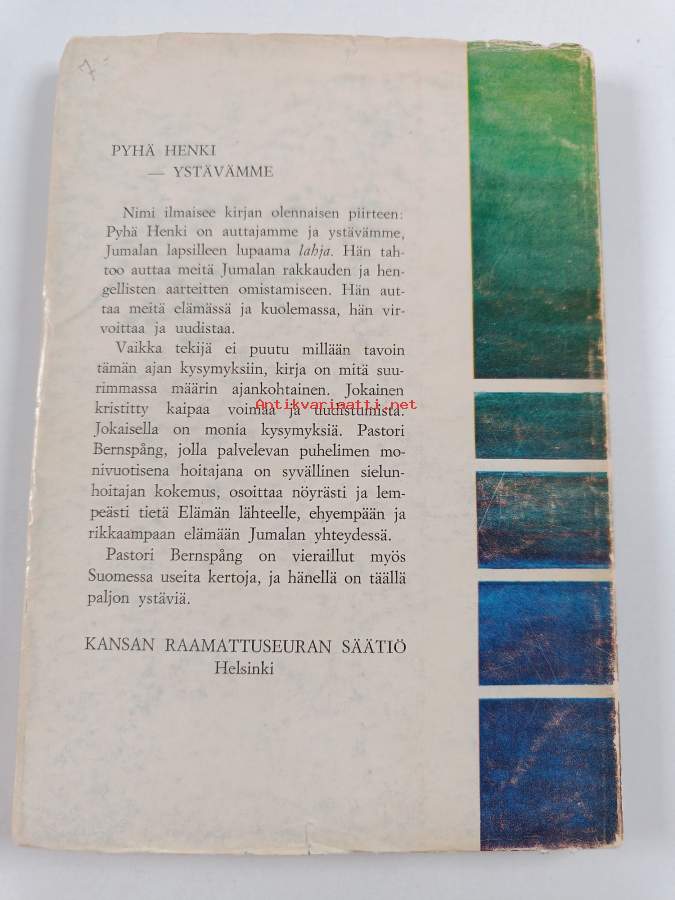 7
PYHÄ HENKI
— YSTÄVÄMME
Nimi ilmaisee kirjan olennaisen piirteen:
Pyhä Henki on auttajamme ja ystävämme,
Jumalan lapsilleen lupaama lahja. Hän tah-
too auttaa meitä Jumalan rakkauden ja hen-
gellisten aarteitten omistamiseen. Hän aut-
taa meitä elämässä ja kuolemassa, hän vir-
voittaa ja uudistaa.
Vaikka tekijä ei puutu millään tavoin
tämän ajan kysymyksiin, kirja on mitä suu-
rimmassa määrin ajankohtainen. Jokainen
kristitty kaipaa voimaa ja uudistumista.
Antikvariaatti.net
Jokaisella on monia kysymyksiä. Pastori
Bernspång, jolla palvelevan puhelimen mo-
nivuotisena hoitajana on syvällinen sielun-
hoitajan kokemus, osoittaa nöyrästi ja lem-
peästi tietä Elämän lähteelle, ehyempään ja
rikkaampaan elämään Jumalan yhteydessä.
Pastori Bernspång on vieraillut myös
Suomessa useita kertoja, ja hänellä on täällä
paljon ystäviä.
KANSAN RAAMATTUSEURAN SÄÄTIÖ
Helsinki